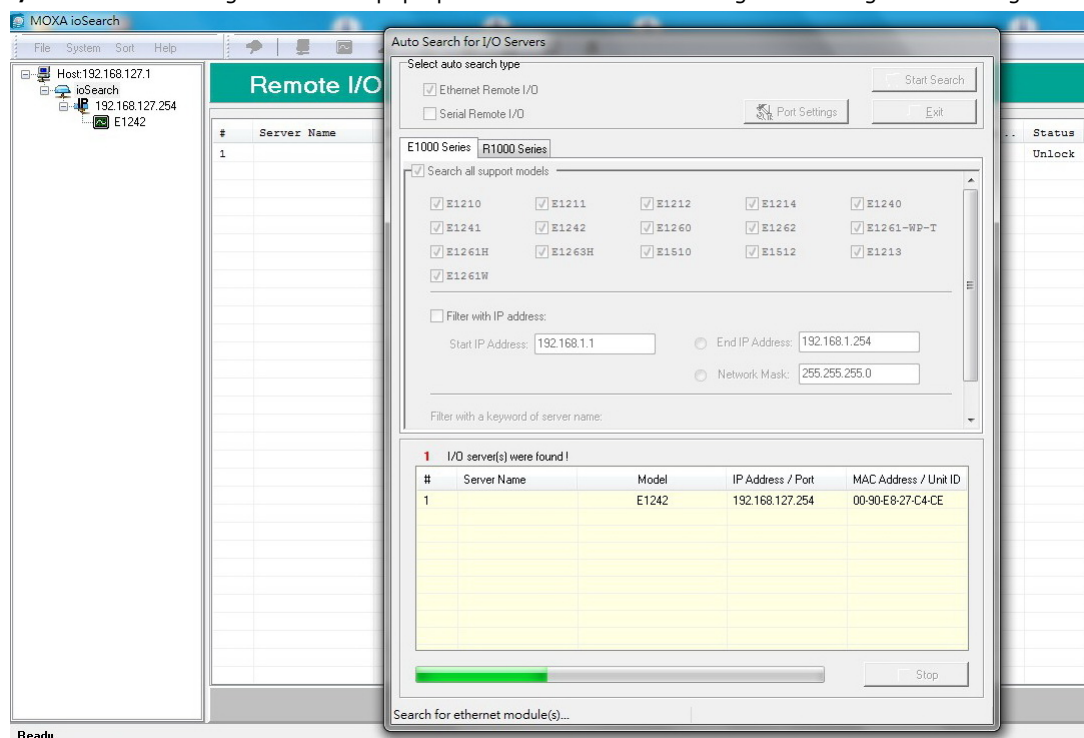 MOXA ioSearch
File System Sort Help
Host:192.168.127.1
ioSearch
192.168.127.254
E1242
Remote I/O
# Server Name
1
.. Status
Unlock
Auto Search for I/O Servers
Select auto search type
Ethernet Remote I/O
Start Search
Serial Remote I/O
Port Settings
Exit
E1000 Series R1000 Series
Search all support models
E1210 E1211 E1212 E1214 E1240
E1241 E1242 E1260 E1262 E1261-WP-T
E1261H E1263H E1510 E1512 E1213
E1261W
Filter with IP address:
Start IP Address: 192.168.1.1 End IP Address: 192.168.1.254
Network Mask: 255.255.255.0
Filter with a keyword of server name:
1 I/O server(s) were found !
# Server Name Model IP Address / Port MAC Address / Unit ID
1 E1242 192.168.127.254 00-90-E8-27-C4-CE
Stop
Search for ethernet module(s)...
Ready